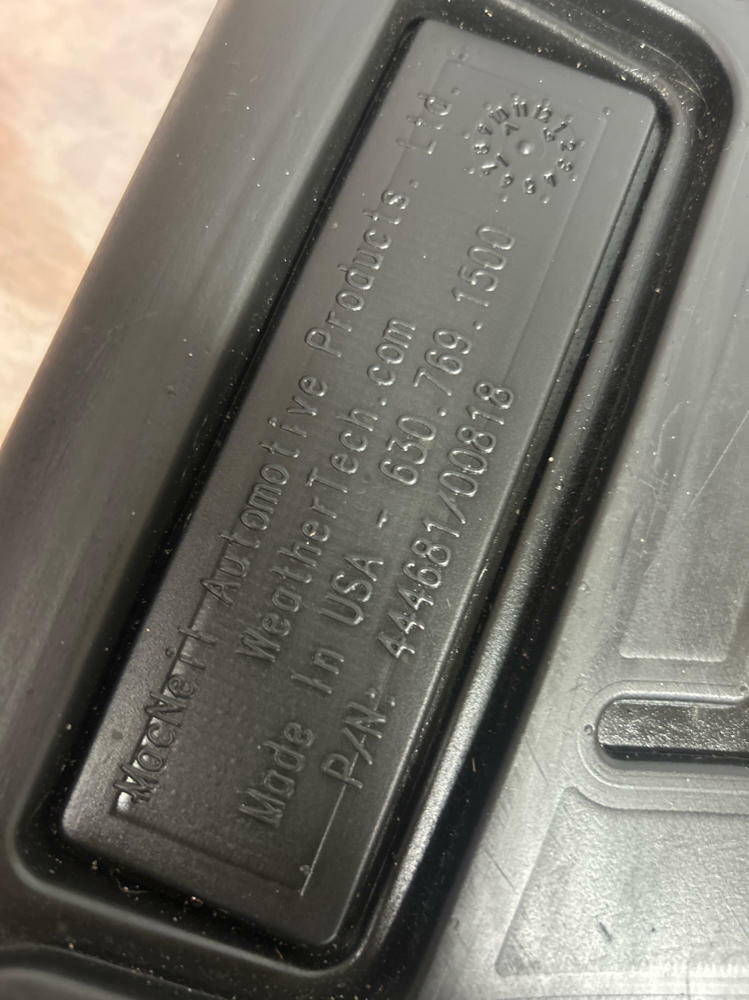 MacNeil Automotive Products. Ltd.
WeatherTech.com
Made In USA - 630.769.1500
P/N: 444681/00818